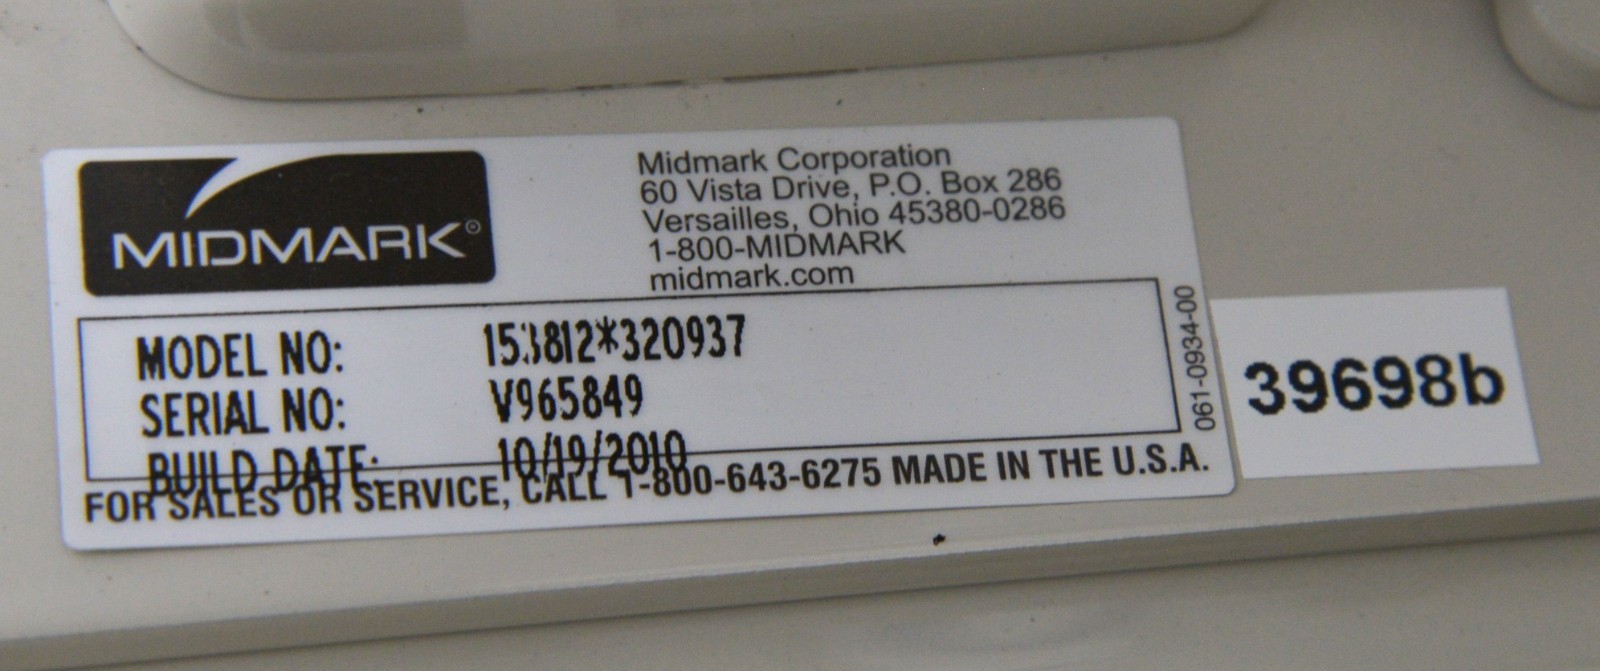 MIDMARK®
Midmark Corporation
60 Vista Drive, P.O. Box 286
Versailles, Ohio 45380-0286
1-800-MIDMARK
midmark.com
MODEL NO: 153812*320937
SERIAL NO: V965849
BUILD DATE: 10/19/2010
FOR SALES OR SERVICE, CALL 1-800-643-6275 MADE IN THE U.S.A.
061-0934-00
39698b